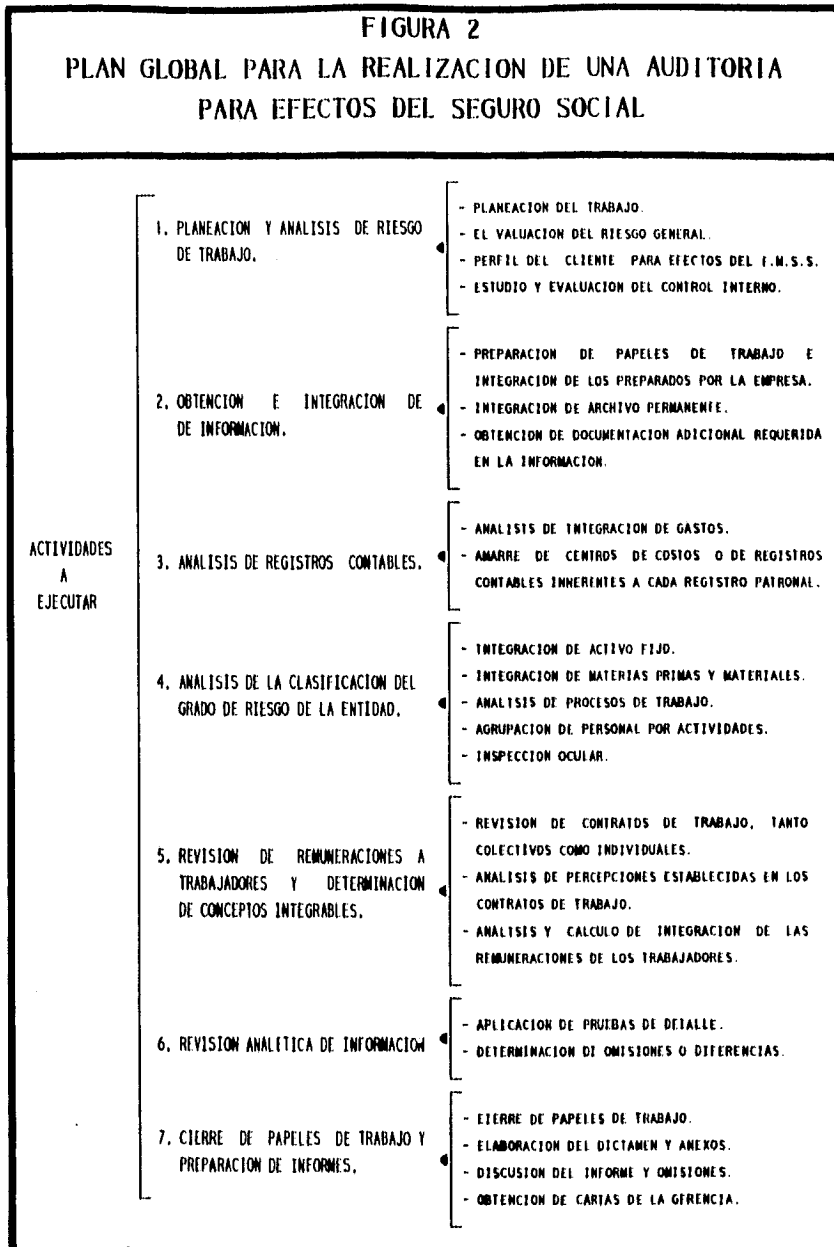 FIGURA 2
PLAN GLOBAL PARA LA REALIZACION DE UNA AUDITORIA
PARA EFECTOS DEL SEGURO SOCIAL
ACTIVIDADES
A
EJECUTAR
1. PLANEACION Y ANALISIS DE RIESGO
DE TRABAJO.
- PLANEACION DEL TRABAJO.
- EL VALUACION DEL RIESGO GENERAL.
- PERFIL DEL CLIENTE PARA EFECTOS DEL I.M.S.S.
- ESTUDIO Y EVALUACION DEL CONTROL INTERNO.
2. OBTENCION E INTEGRACION DE
DE INFORMACION.
- PREPARACION DE PAPELES DE TRABAJO E
INTEGRACION DE LOS PREPARADOS POR LA EMPRESA.
- INTEGRACION DE ARCHIVO PERMANENTE.
- OBTENCION DE DOCUMENTACION ADICIONAL REQUERIDA
EN LA INFORMACION.
3. ANALISIS DE REGISTROS CONTABLES.
- ANALISIS DE INTEGRACION DE GASTOS.
- AMARRE DE CENTROS DE COSTOS O DE REGISTROS
CONTABLES INNERENTES A CADA REGISTRO PATRONAL.
4. ANALISIS DE LA CLASIFICACION DEL
GRADO DE RIESGO DE LA ENTIDAD.
- INTEGRACION DE ACTIVO FIJO.
- INTEGRACION DE MATERIAS PRIMAS Y MATERIALES.
- ANALISIS DE PROCESOS DE TRABAJO.
- AGRUPACION DE PERSONAL POR ACTIVIDADES.
- INSPECCION OCULAR.
5. REVISION DE REMUNERACIONES A
TRABAJADORES Y DETERMINACION
DE CONCEPTOS INTEGRABLES.
- REVISION DE CONTRATOS DE TRABAJO, TANTO
COLECTIVOS COMO INDIVIDUALES.
- ANALISIS DE PERCEPCIONES ESTABLECIDAS EN LOS
CONTRATOS DE TRABAJO.
- ANALISIS Y CALCULO DE INTEGRACION DE LAS
REMUNERACIONES DE LOS TRABAJADORES.
6. REVISION ANALITICA DE INFORMACION
- APLICACION DE PRUEBAS DE DETALLE.
- DETERMINACION DE OMISIONES O DIFERENCIAS.
7. CIERRE DE PAPELES DE TRABAJO Y
PREPARACION DE INFORMES.
- CIERRE DE PAPELES DE TRABAJO.
- ELABORACION DEL DICTAMEN Y ANEXOS.
- DISCUSION DEL INFORME Y OMISIONES.
- OBTENCION DE CARTAS DE LA GERENCIA.